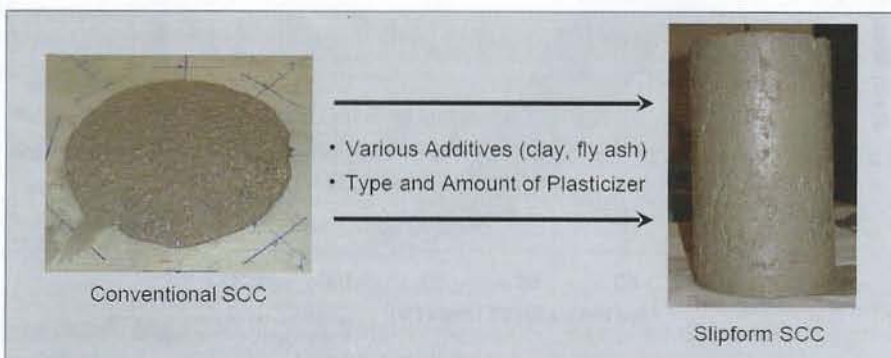 • Various Additives (clay, fly ash)
• Type and Amount of Plasticizer
Conventional SCC
Slipform SCC